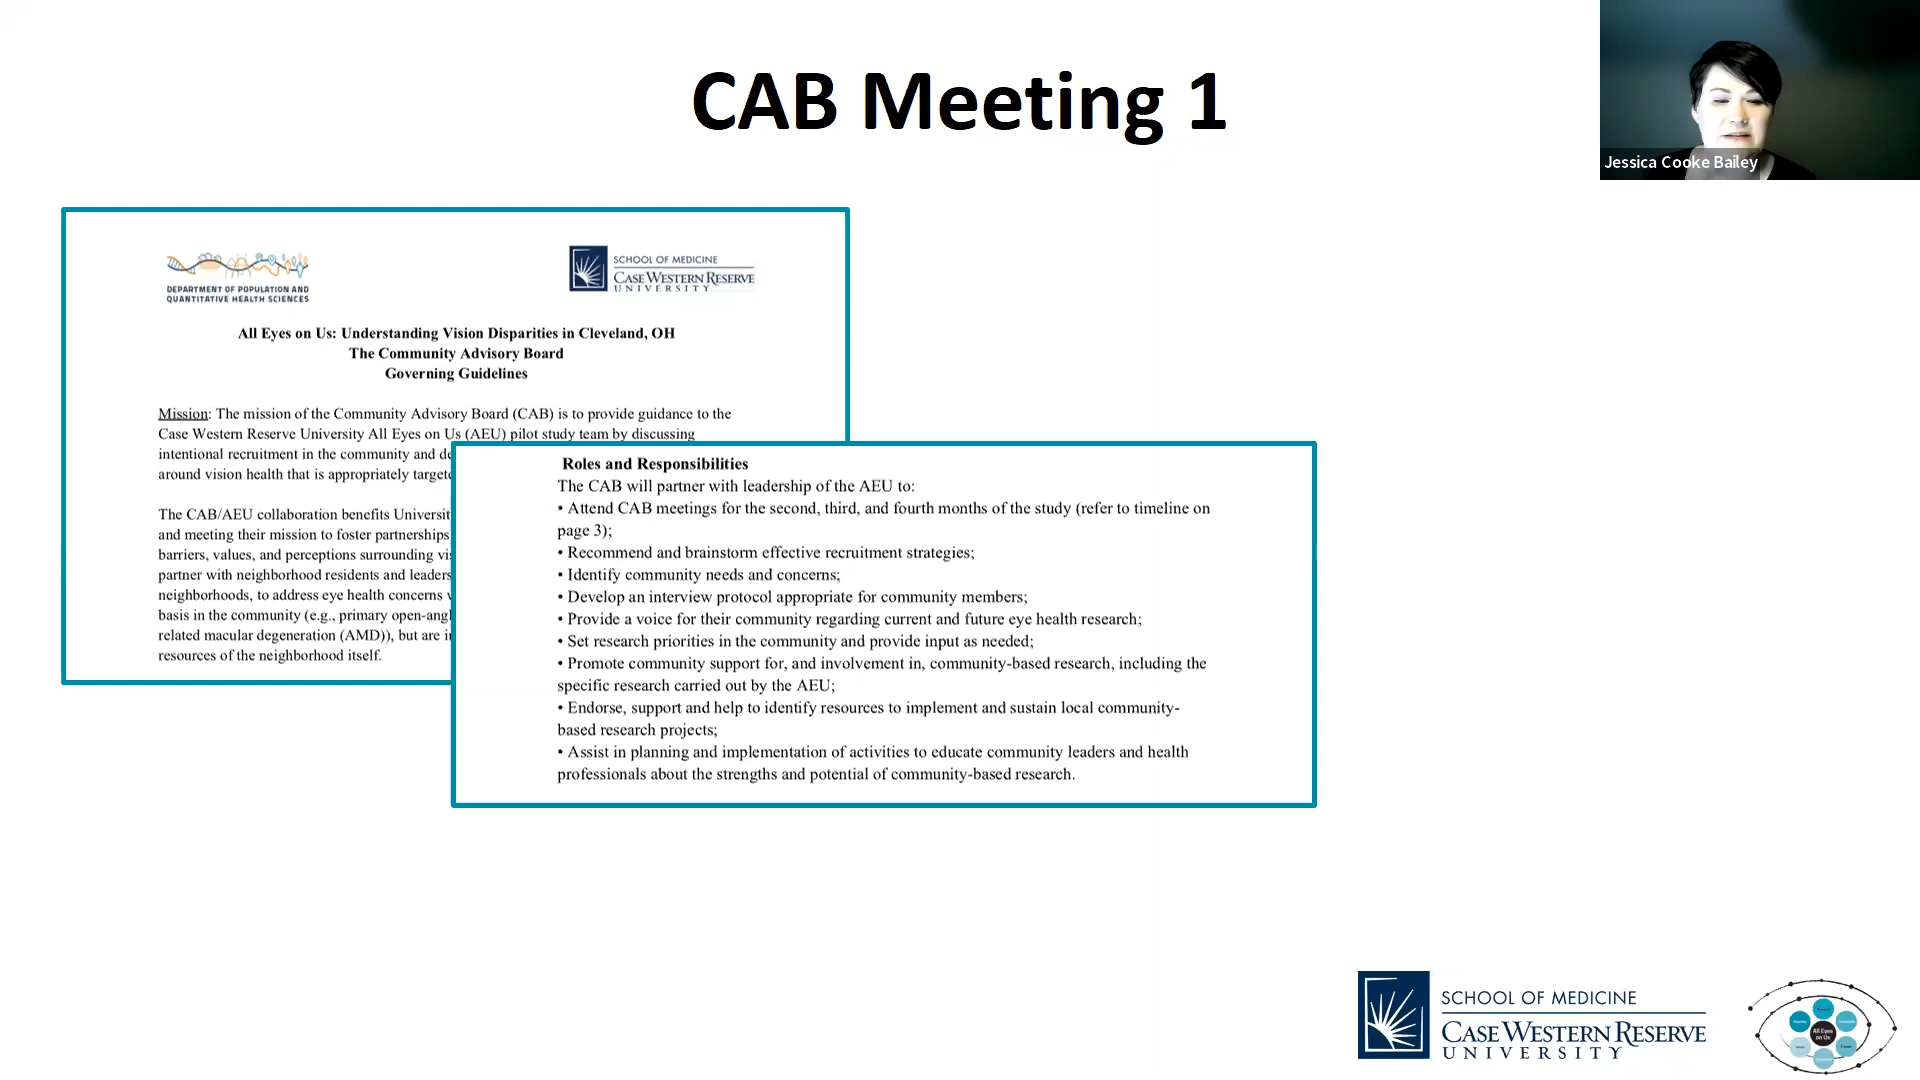 CAB Meeting 1
Jessica Cooke Bailey
DEPARTMENT OF POPULATION AND
QUANTITATIVE HEALTH SCIENCES
SCHOOL OF MEDICINE
CASE WESTERN RESERVE
UNIVERSITY
All Eyes on Us: Understanding Vision Disparities in Cleveland, OH
The Community Advisory Board
Governing Guidelines
Mission: The mission of the Community Advisory Board (CAB) is to provide guidance to the
Case Western Reserve University All Eyes on Us (AEU) pilot study team by discussing
intentional recruitment in the community and de
around vision health that is appropriately targete
The CAB/AEU collaboration benefits Universit
and meeting their mission to foster partnerships
barriers, values, and perceptions surrounding vi
partner with neighborhood residents and leaders
neighborhoods, to address eye health concerns
basis in the community (e.g., primary open-angl
related macular degeneration (AMD)), but are i
resources of the neighborhood itself.
Roles and Responsibilities
The CAB will partner with leadership of the AEU to:
• Attend CAB meetings for the second, third, and fourth months of the study (refer to timeline on
page 3);
• Recommend and brainstorm effective recruitment strategies;
• Identify community needs and concerns;
• Develop an interview protocol appropriate for community members;
• Provide a voice for their community regarding current and future eye health research;
• Set research priorities in the community and provide input as needed;
• Promote community support for, and involvement in, community-based research, including the
specific research carried out by the AEU;
• Endorse, support and help to identify resources to implement and sustain local community-
based research projects;
• Assist in planning and implementation of activities to educate community leaders and health
professionals about the strengths and potential of community-based research.
SCHOOL OF MEDICINE
CASE WESTERN RESERVE
UNIVERSITY
All Eyes
on Us